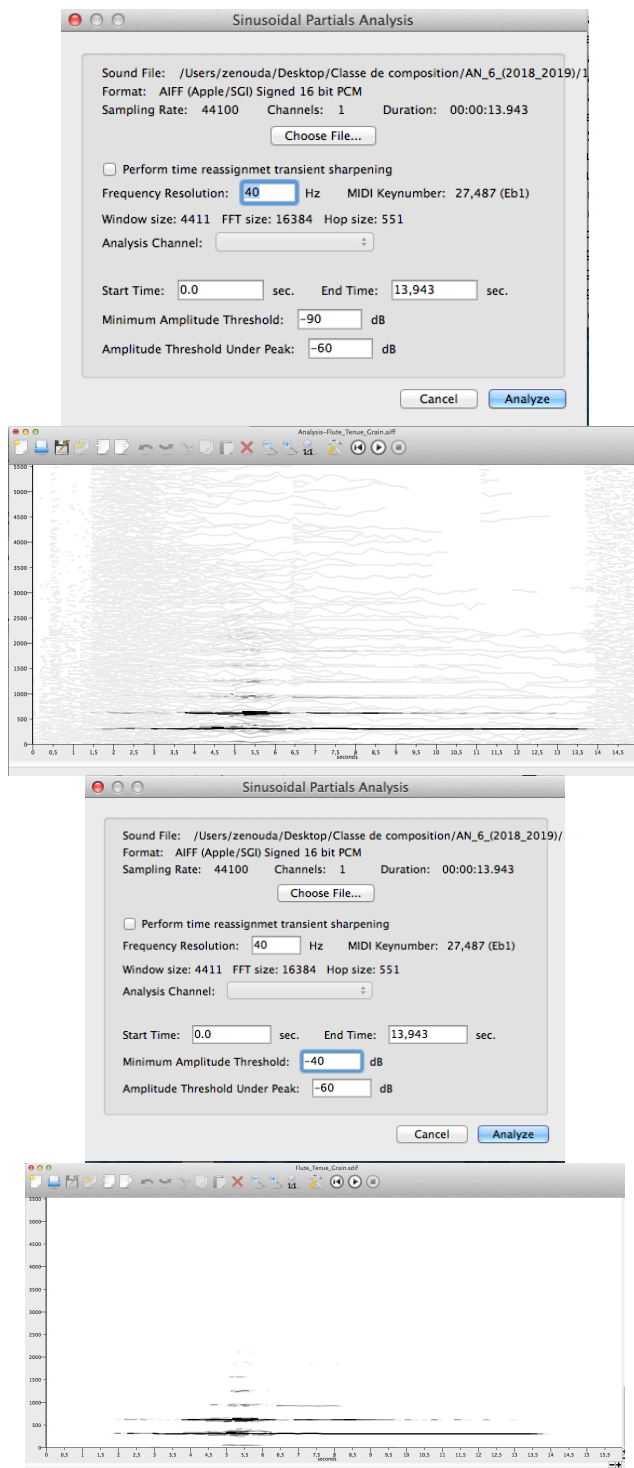 Sinusoidal Partials Analysis
Sound File: /Users/zenouda/Desktop/Classe de composition/AN_6_(2018_2019)/1
Format: AIFF (Apple/SGI) Signed 16 bit PCM
Sampling Rate: 44100 Channels: 1 Duration: 00:00:13.943
Choose File...
Perform time reassignmet transient sharpening
Frequency Resolution: 40 Hz MIDI Keynumber: 27,487 (Eb1)
Window size: 4411 FFT size: 16384 Hop size: 551
Analysis Channel:
Start Time: 0.0 sec. End Time: 13,943 sec.
Minimum Amplitude Threshold: -90 dB
Amplitude Threshold Under Peak: -60 dB
Cancel Analyze
Analysis-Flute_Tenue_Grain.aiff
1:1
5500
5000
4500
4000
3500
3000
2500
2000
1500
1000
500
0
0 0,5 1 1,5 2 2,5 3 3,5 4 4,5 5 5,5 6 6,5 7 7,5 8 8,5 9 9,5 10 10,5 11 11,5 12 12,5 13 13,5 14 14,5
seconds
Sinusoidal Partials Analysis
Sound File: /Users/zenouda/Desktop/Classe de composition/AN_6_(2018_2019)/
Format: AIFF (Apple/SGI) Signed 16 bit PCM
Sampling Rate: 44100 Channels: 1 Duration: 00:00:13.943
Choose File...
Perform time reassignmet transient sharpening
Frequency Resolution: 40 Hz MIDI Keynumber: 27,487 (Eb1)
Window size: 4411 FFT size: 16384 Hop size: 551
Analysis Channel:
Start Time: 0.0 sec. End Time: 13,943 sec.
Minimum Amplitude Threshold: -40 dB
Amplitude Threshold Under Peak: -60 dB
Cancel Analyze
Flute_Tenue_Grain.sdif
1:1
5500
5000
4500
4000
3500
3000
2500
2000
1500
1000
500
0
0 0,5 1 1,5 2 2,5 3 3,5 4 4,5 5 5,5 6 6,5 7 7,5 8 8,5 9 9,5 10 10,5 11 11,5 12 12,5 13 13,5 14 14,5 15 15,5
seconds